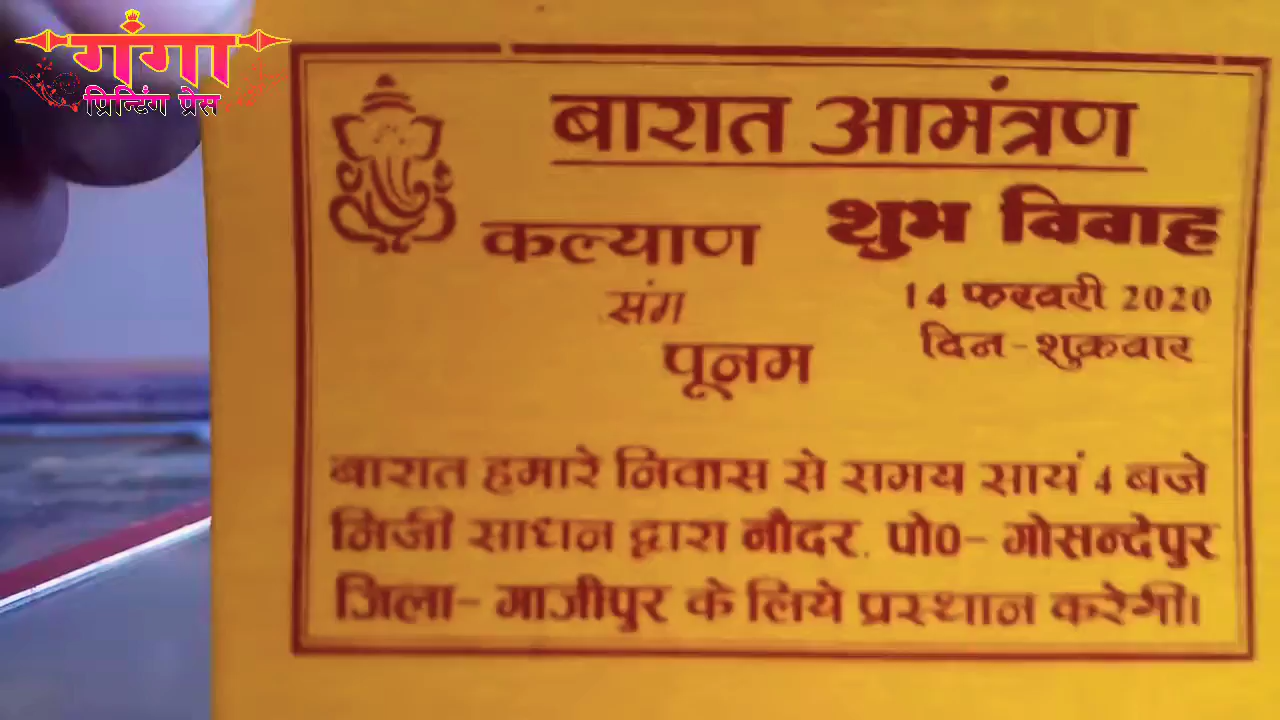 गंगा
प्रिन्टिंग प्रेस
बारात आमंत्रण
कल्याण
संग
पूनम
शुभ विवाह
14 फरवरी 2020
दिन-शुक्रवार
बारात हमारे निवास से समय सायं 4 बजे
निजी साधन द्वारा नौदर, पो0- गोसन्देपुर
जिला- गाजीपुर के लिये प्रस्थान करेगी।